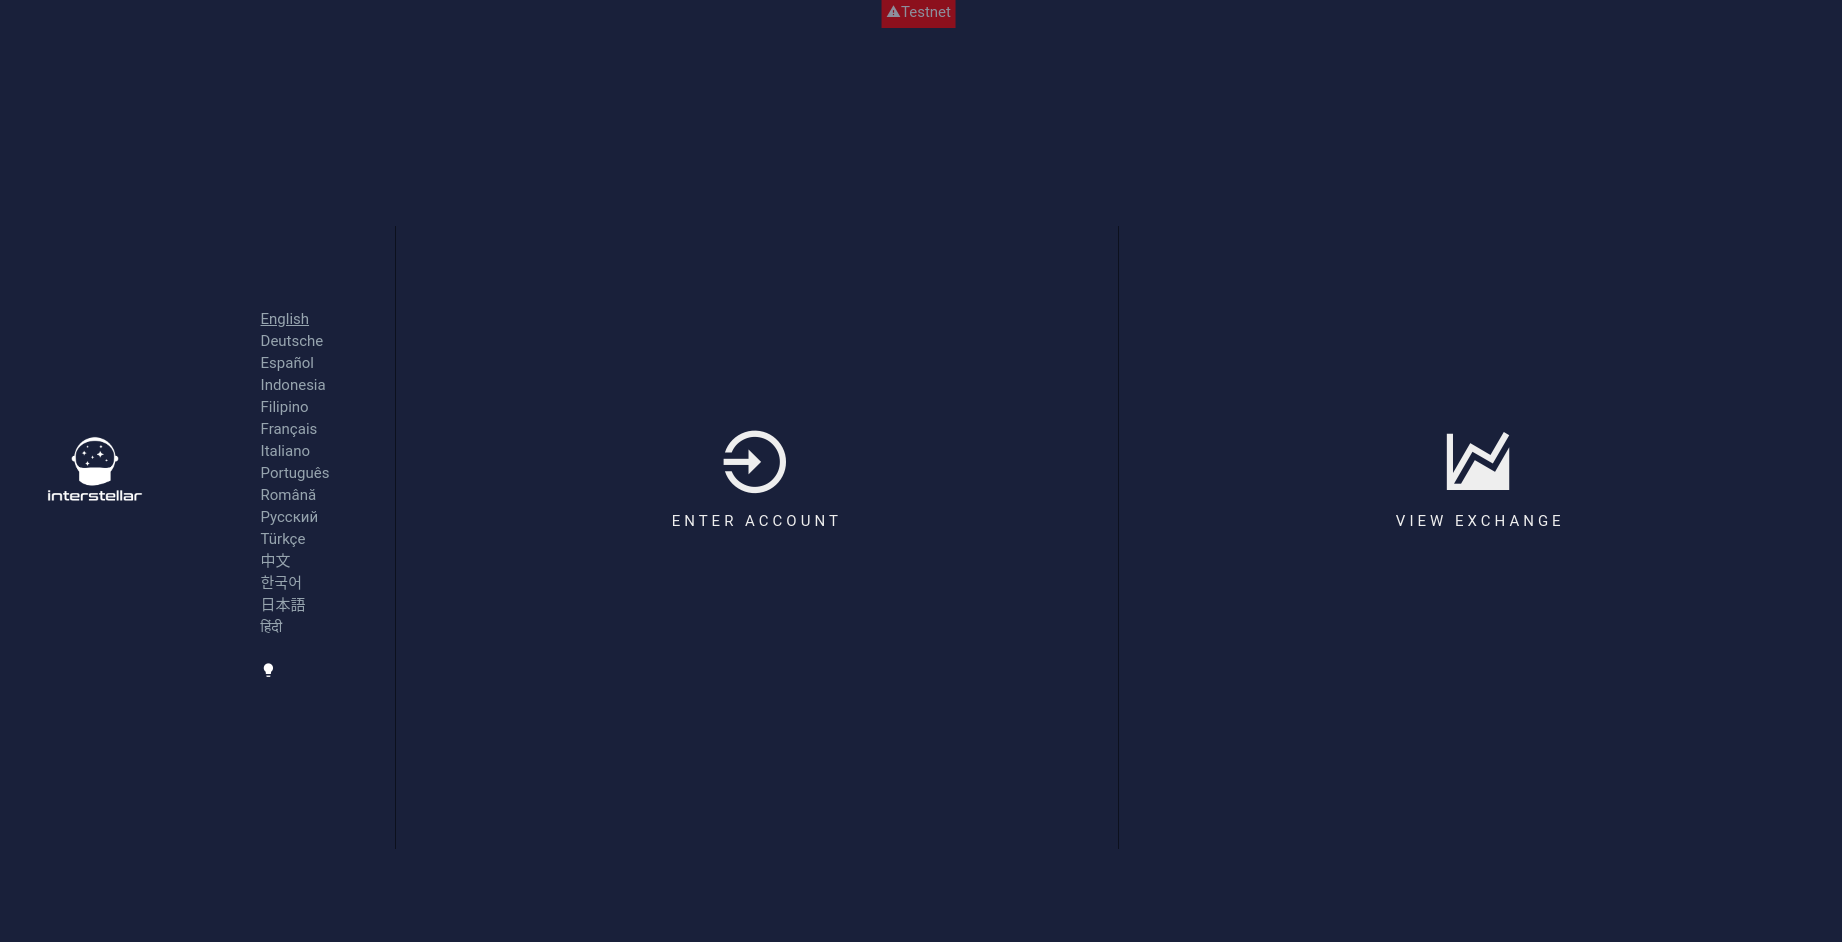 Testnet
interstellar
English
Deutsche
Español
Indonesia
Filipino
Français
Italiano
Português
Română
Русский
Türkçe
中文
한국어
日本語
हिंदी
ENTER ACCOUNT
VIEW EXCHANGE